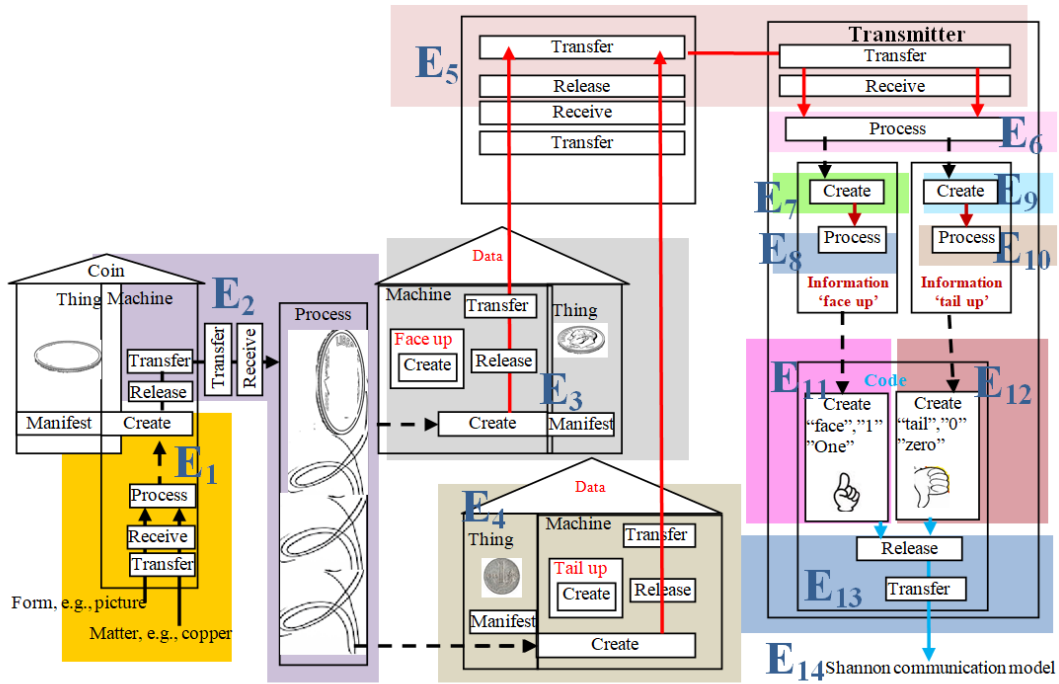 Coin
Thing Machine
Transfer
Release
Manifest
Create
E1
Process
Receive
Transfer
Form, e.g., picture
Matter, e.g., copper
E2
Transfer
Receive
Process
Data
Machine
Thing
Transfer
Face up
Create
Release
E3
Create
Manifest
Data
E4
Machine
Thing
Transfer
Tail up
Create
Release
Manifest
Create
E5
Transfer
Release
Receive
Transfer
Transmitter
Transfer
Receive
Process
E6
E7
Create
Create
E9
E8
Process
Process
E10
Information
‘face up’
Information
‘tail up’
E11
Code
E12
Create
“face”,"1”
”One”
Create
“tail”,"0”
”zero”
Release
E13
Transfer
E14 Shannon communication model